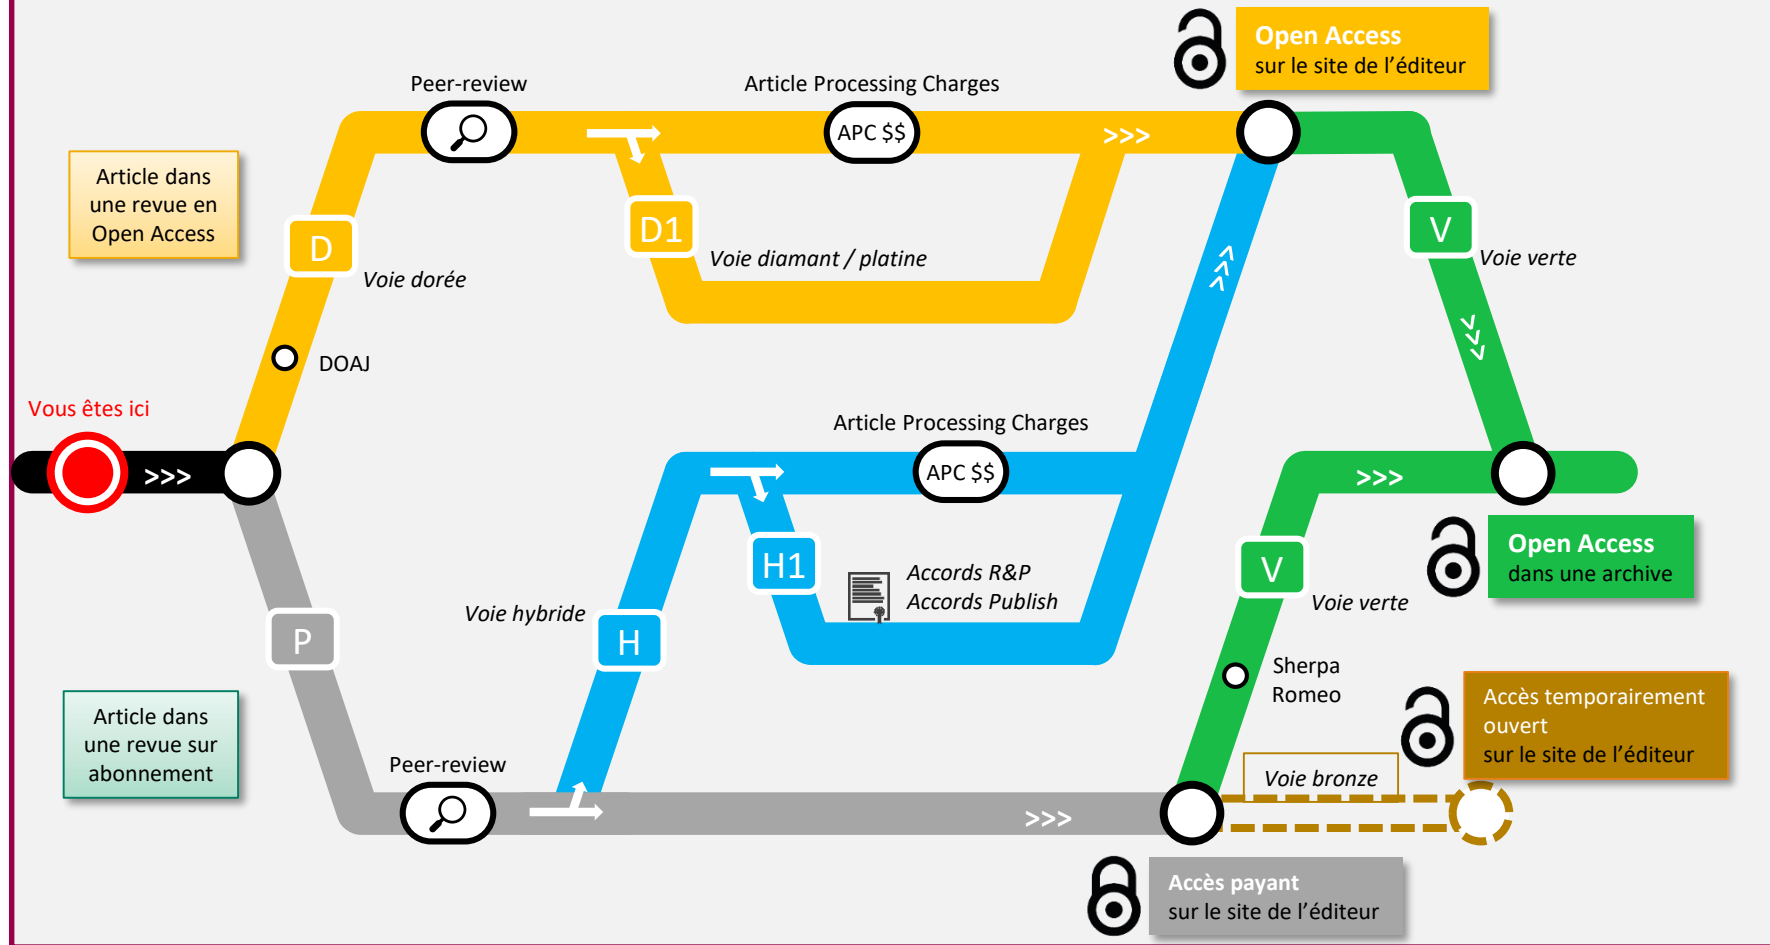 Open Access
sur le site de l’éditeur
Peer-review
Article Processing Charges
APC $$
>>>
Article dans
une revue en
Open Access
D
Voie dorée
D1
Voie diamant / platine
V
Voie verte
>>>
>>>
DOAJ
Vous êtes ici
>>>
Article Processing Charges
APC $$
>>>
H1
Accords R&P
Accords Publish
Open Access
dans une archive
V
Voie verte
P
Voie hybride
H
Sherpa
Romeo
Article dans
une revue sur
abonnement
Accès temporairement
ouvert
sur le site de l’éditeur
Peer-review
Voie bronze
>>>
Accès payant
sur le site de l’éditeur